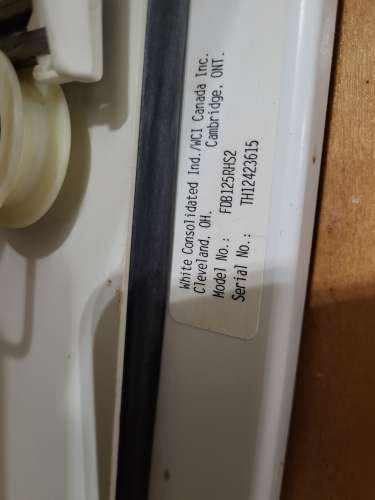 White Consolidated Ind./WCI Canada Inc.
Cleveland, OH. Cambridge, ONT.
Model No.: FDB125RHS2
Serial No.: TH12423615